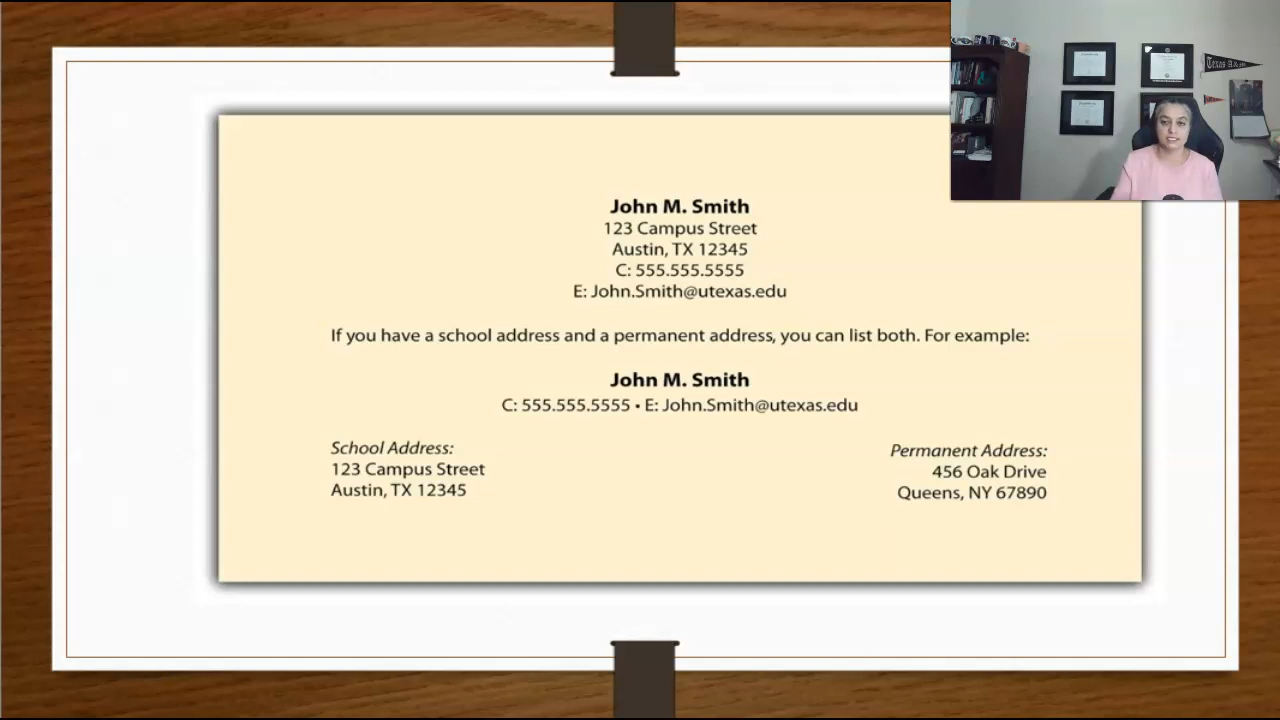 John M. Smith
123 Campus Street
Austin, TX 12345
C: 555.555.5555
E: John.Smith@utexas.edu
If you have a school address and a permanent address, you can list both. For example:
John M. Smith
C: 555.555.5555 • E: John.Smith@utexas.edu
School Address:
123 Campus Street
Austin, TX 12345
Permanent Address:
456 Oak Drive
Queens, NY 67890
Texas A&M